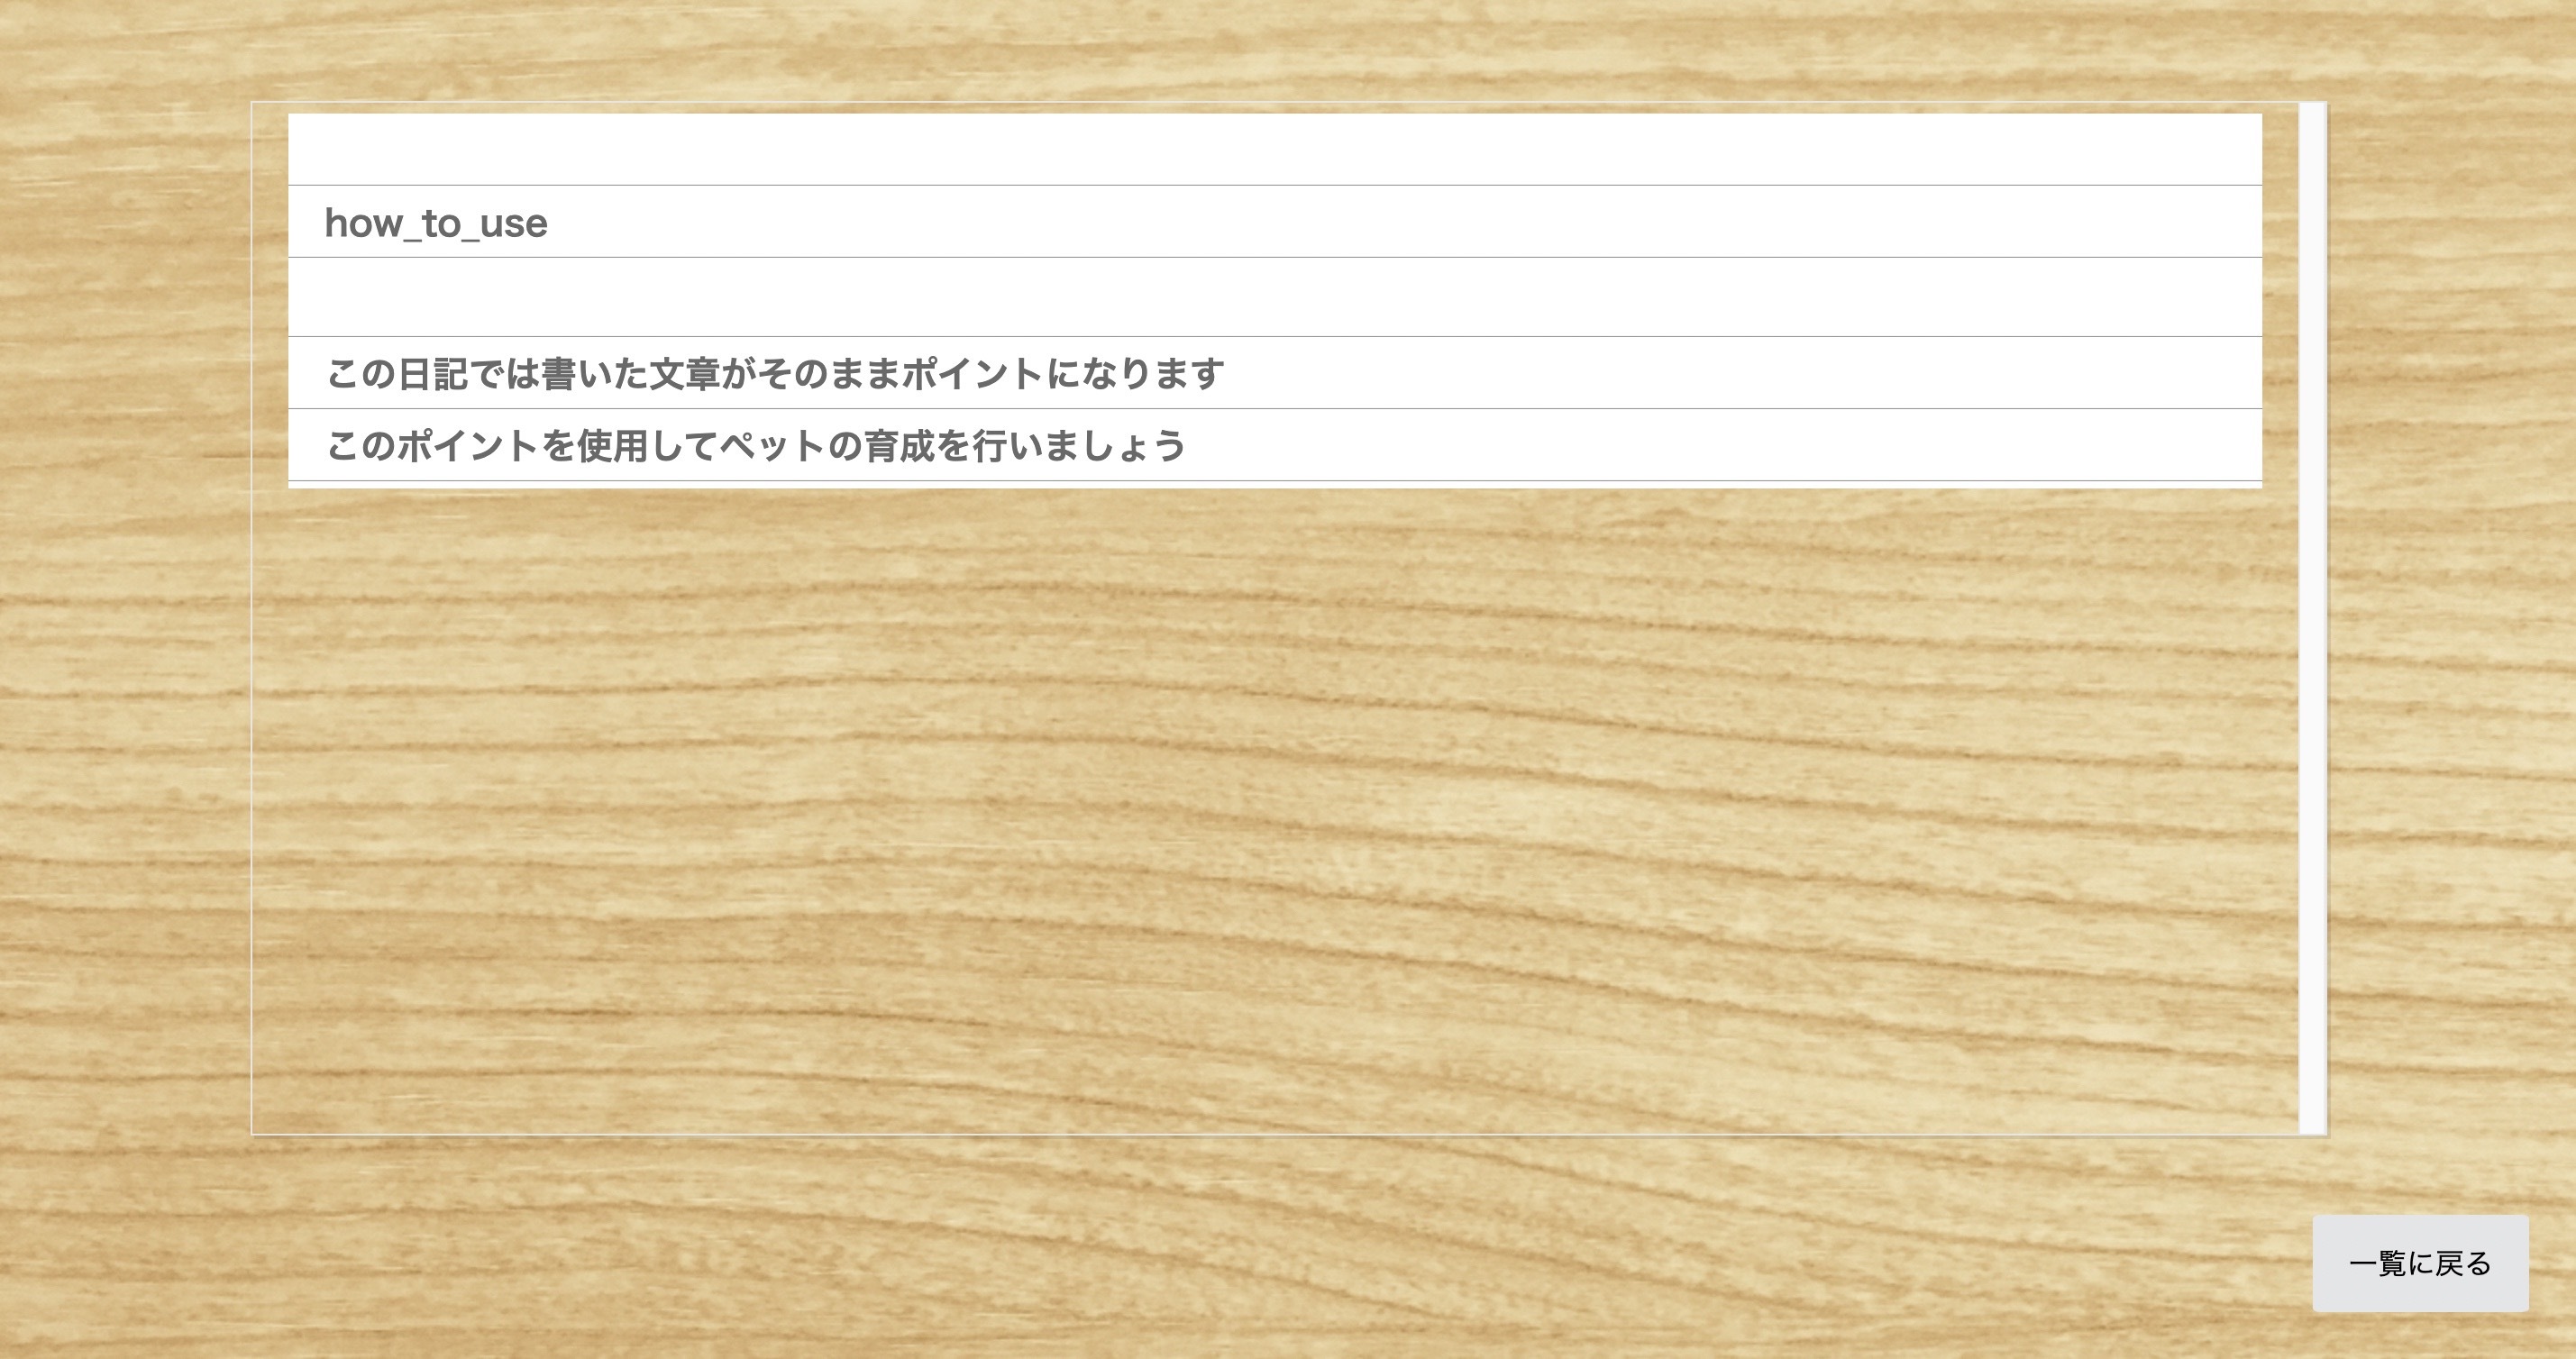 how_to_use
この日記では書いた文章がそのままポイントになります
このポイントを使用してペットの育成を行いましょう
一覧に戻る